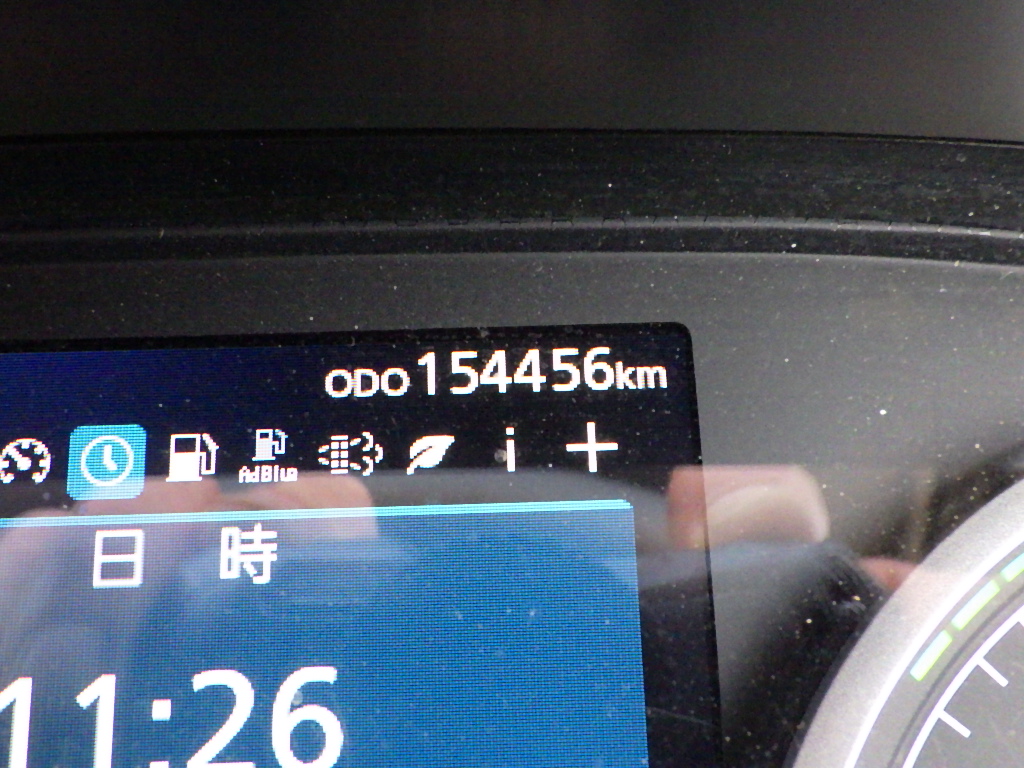 ODO 154456km
AdBlue
i
日 時
11:26